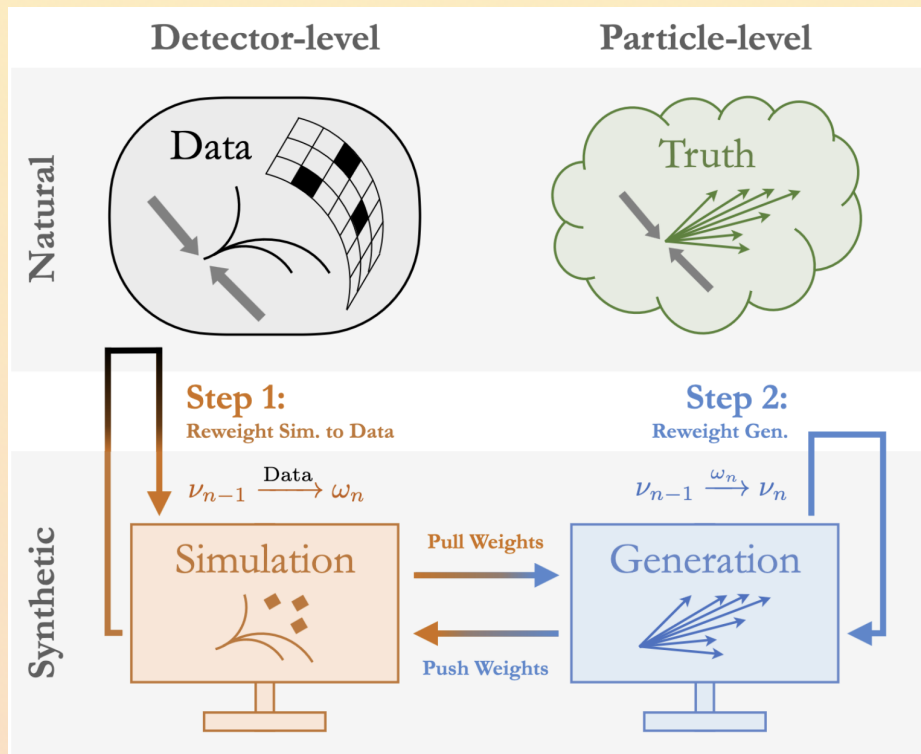 Detector-level
Particle-level
Natural
Data
Truth
Step 1:
Reweight Sim. to Data
Step 2:
Reweight Gen.
νₙ₋₁ —Data→ ωₙ
νₙ₋₁ —ωₙ→ νₙ
Synthetic
Simulation
Pull Weights
Push Weights
Generation